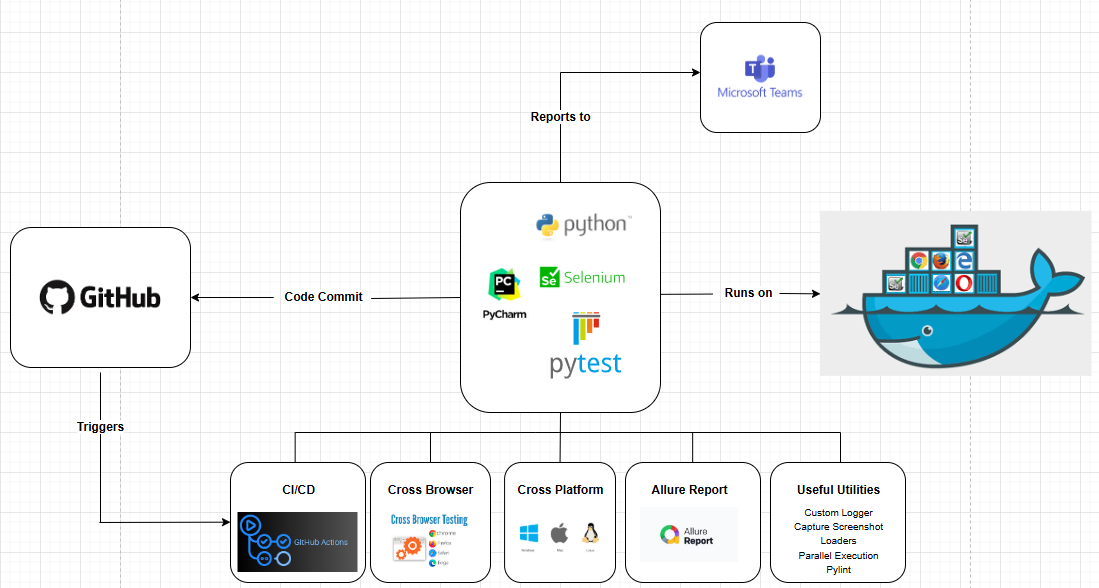 Microsoft Teams
Reports to
python
PC
Se Selenium
PyCharm
pytest
GitHub
Code Commit
Runs on
Triggers
CI/CD
GitHub Actions
Cross Browser
Cross Browser Testing
Chrome
Firefox
Safari
Edge
Cross Platform
Windows
Mac
Linux
Allure Report
Allure
Report
Useful Utilities
Custom Logger
Capture Screenshot
Loaders
Parallel Execution
Pylint